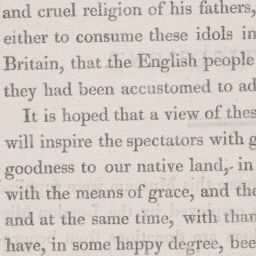 and cruel religion of his fathers,
either to consume these idols in
Britain, that the English people
they had been accustomed to ad
It is hoped that a view of thes
will inspire the spectators with g
goodness to our native land, in
with the means of grace, and the
and at the same time, with than
have, in some happy degree, bee